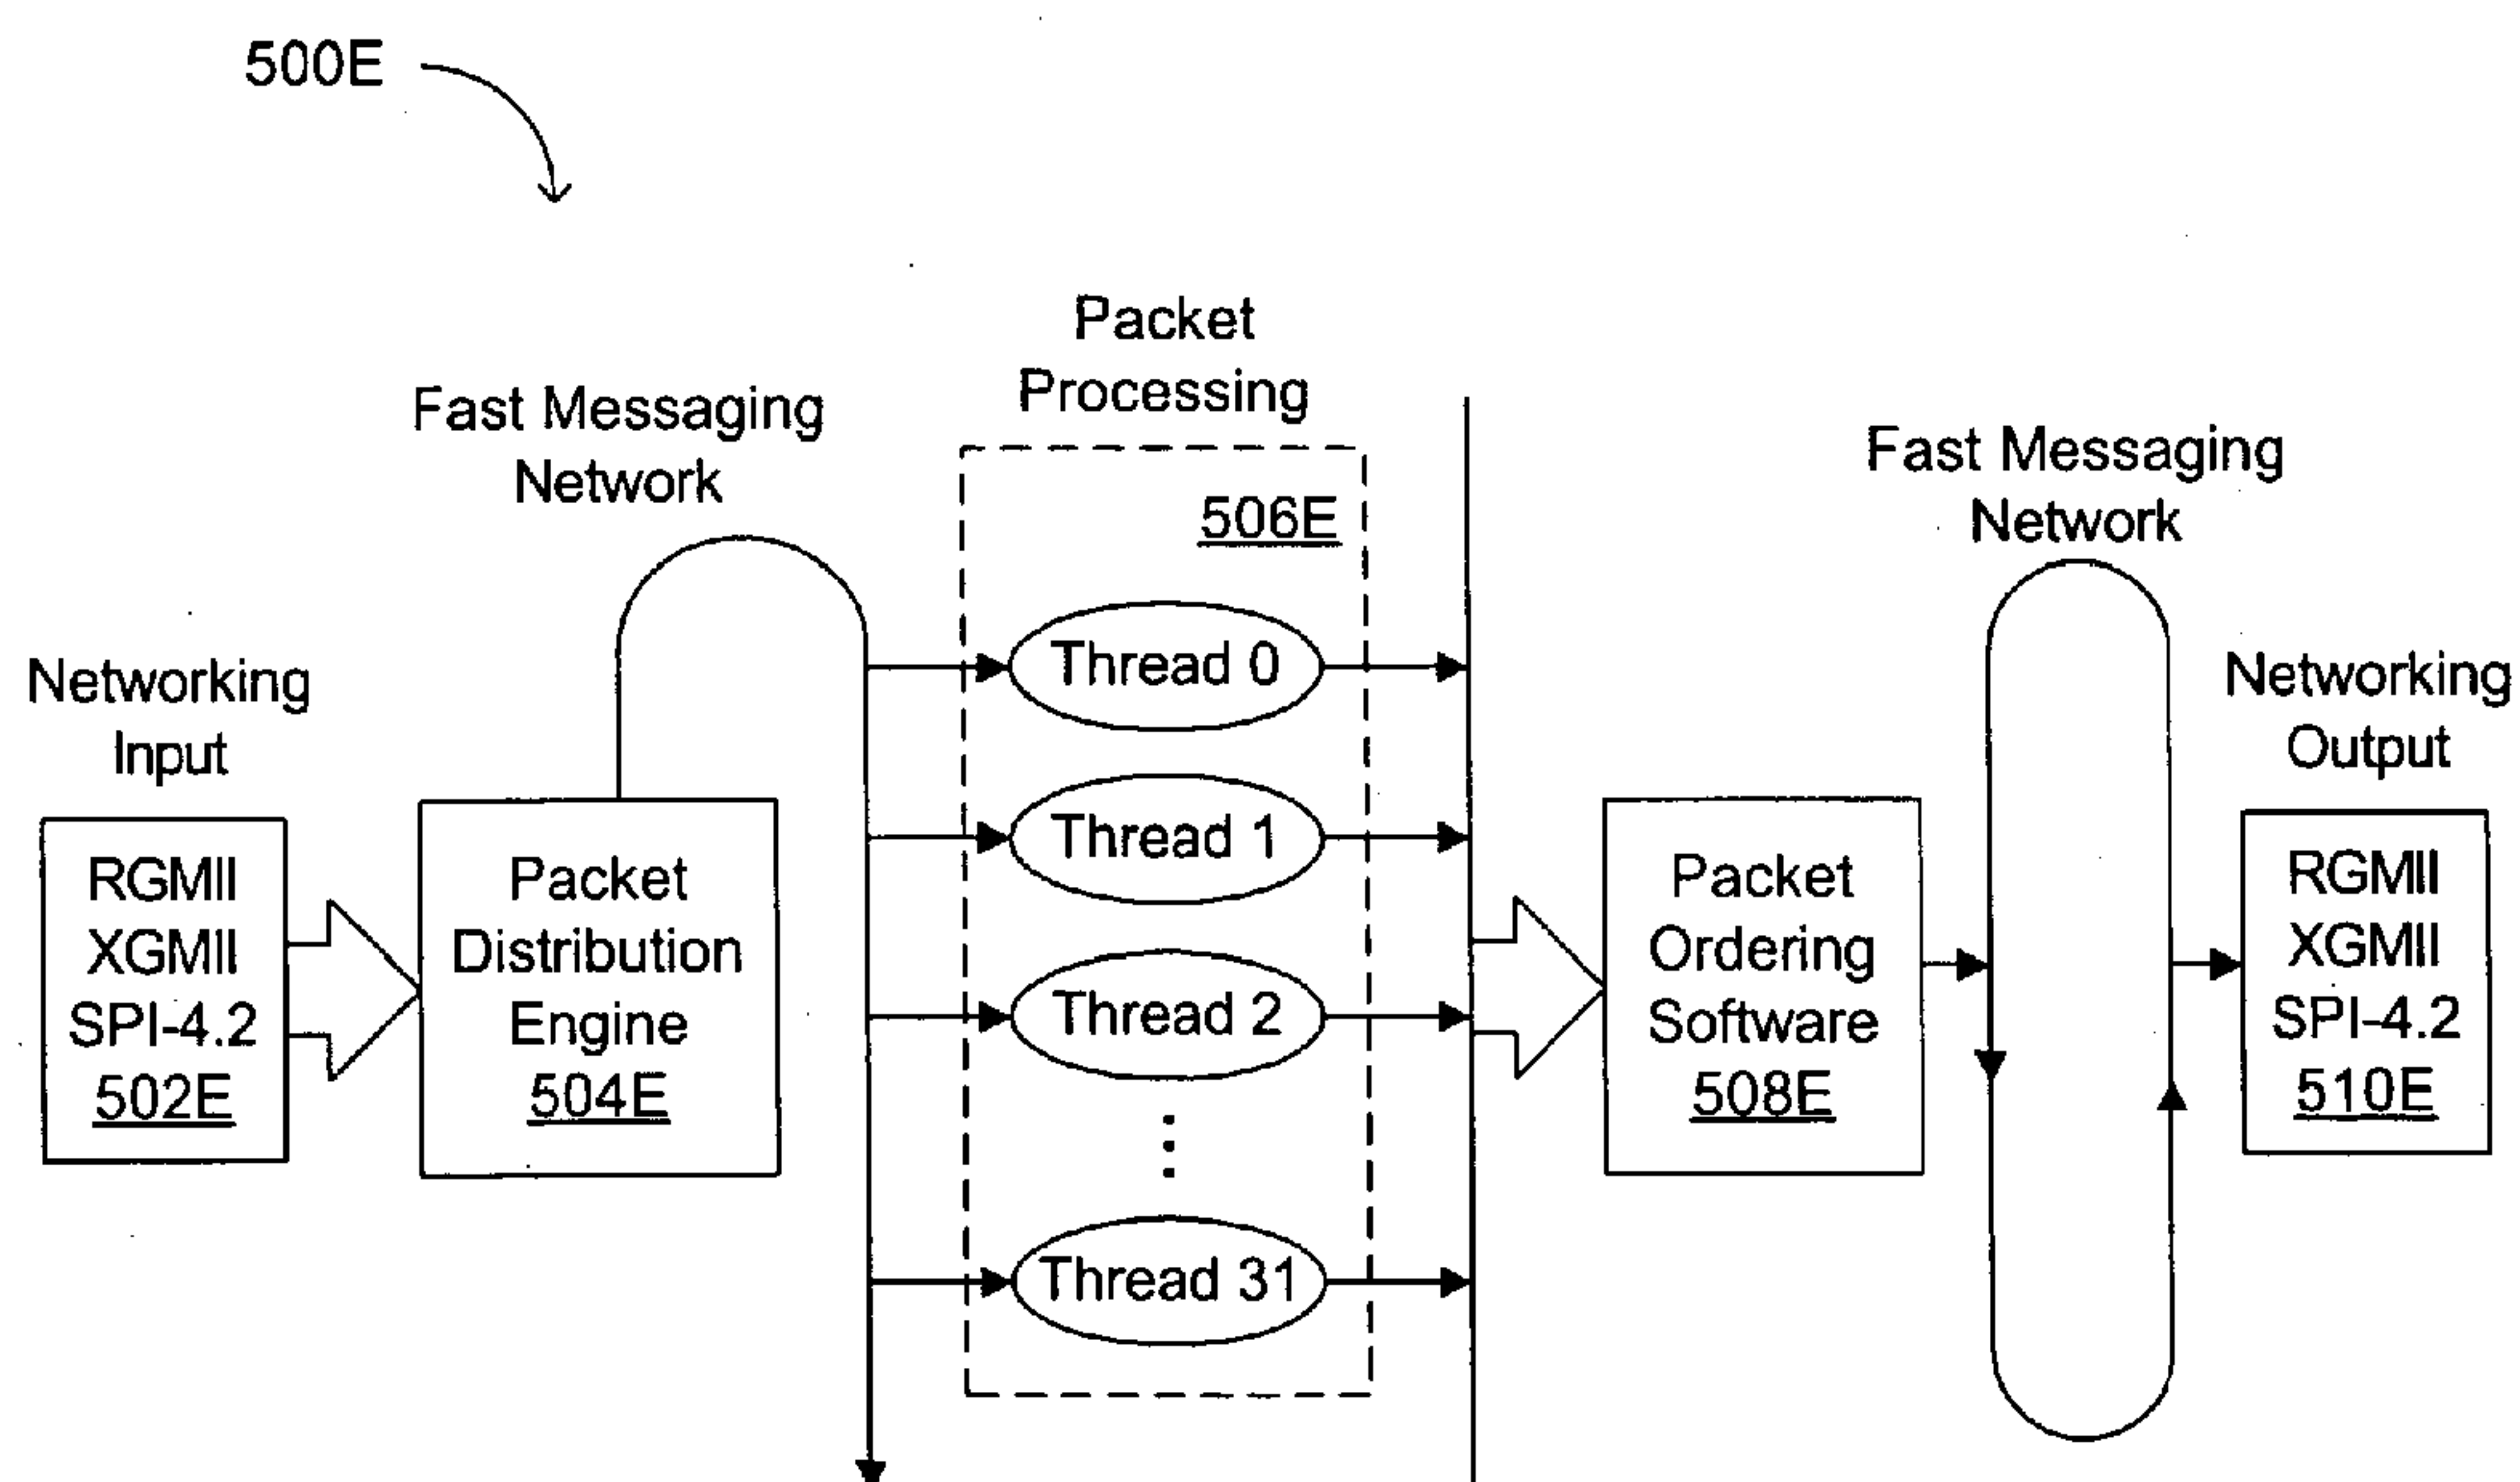 500E
Packet
Processing
Fast Messaging
Network
Fast Messaging
Network
506E
Networking
Input
Networking
Output
RGMII
XGMII
SPI-4.2
502E
Packet
Distribution
Engine
504E
Thread 0
Thread 1
Thread 2
Thread 31
Packet
Ordering
Software
508E
RGMII
XGMII
SPI-4.2
510E